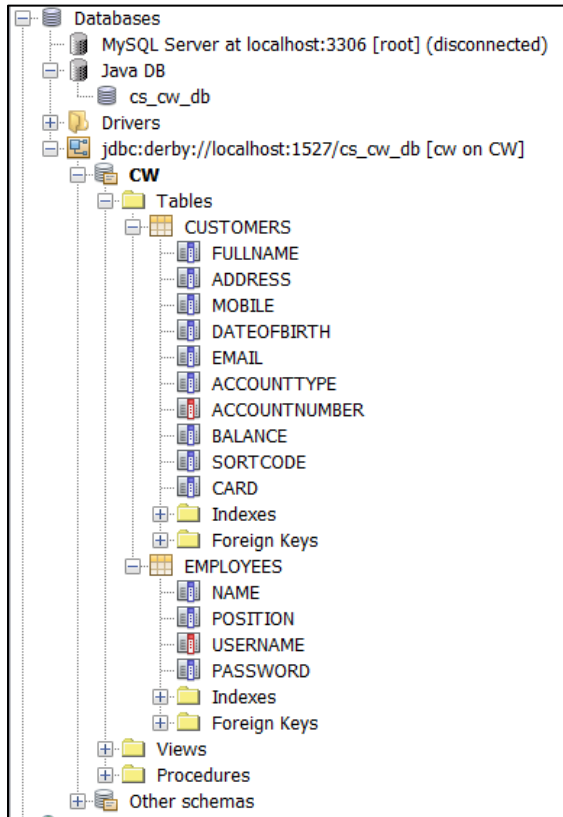 Databases
MySQL Server at localhost:3306 [root] (disconnected)
Java DB
cs_cw_db
Drivers
jdbc:derby://localhost:1527/cs_cw_db [cw on CW]
CW
Tables
CUSTOMERS
FULLNAME
ADDRESS
MOBILE
DATEOFBIRTH
EMAIL
ACCOUNTTYPE
ACCOUNTNUMBER
BALANCE
SORTCODE
CARD
Indexes
Foreign Keys
EMPLOYEES
NAME
POSITION
USERNAME
PASSWORD
Indexes
Foreign Keys
Views
Procedures
Other schemas